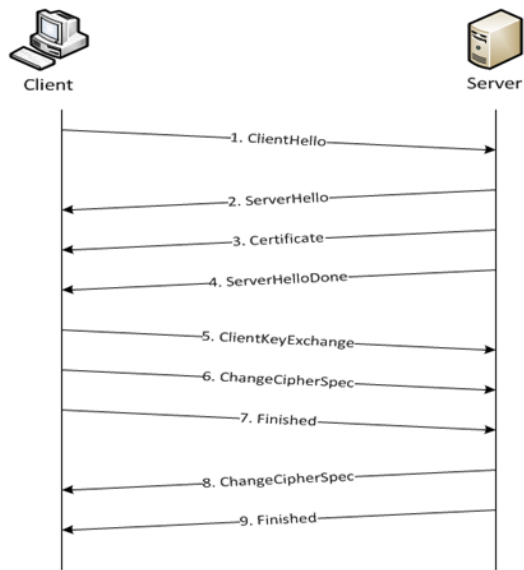 Client
Server
1. ClientHello
2. ServerHello
3. Certificate
4. ServerHelloDone
5. ClientKeyExchange
6. ChangeCipherSpec
7. Finished
8. ChangeCipherSpec
9. Finished